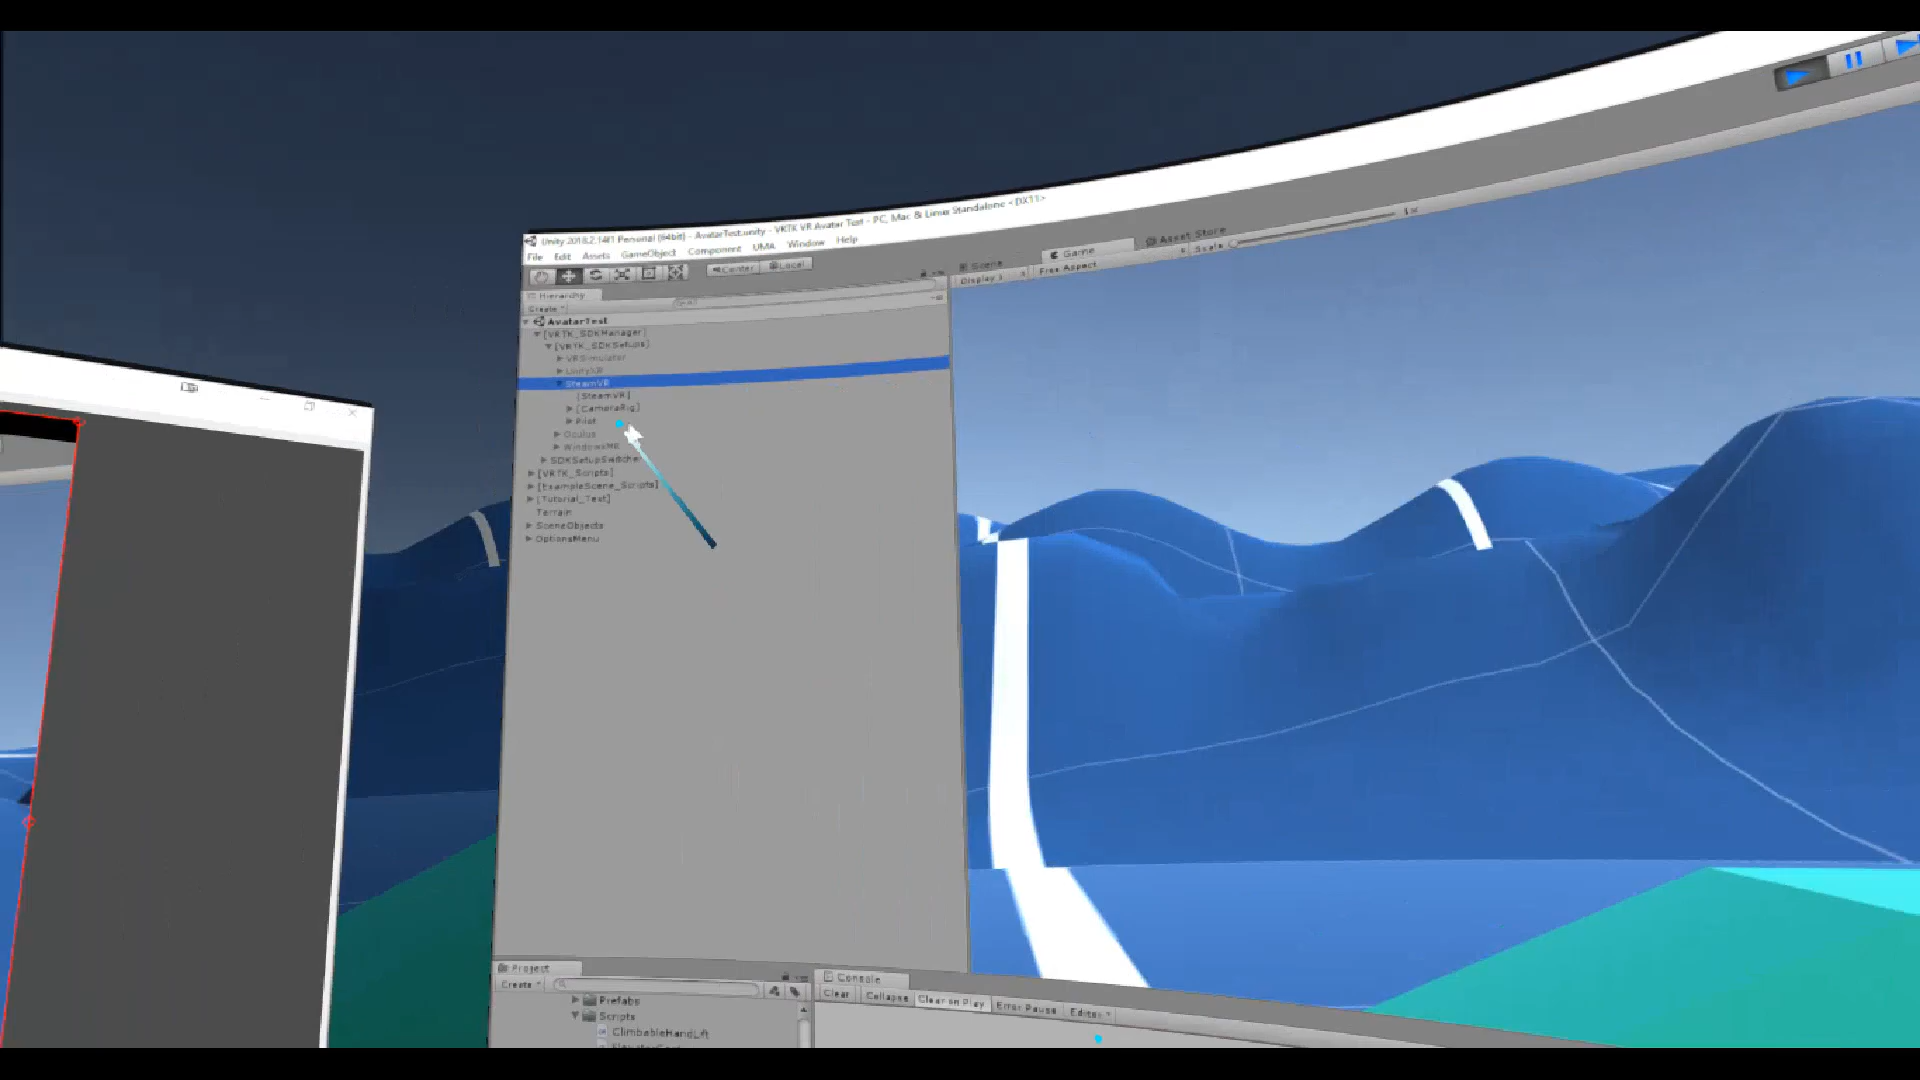 Unity 2018.2.14f1 Personal (64bit) - AvatarTest.unity - VRTK VR Avatar Test - PC, Mac & Linux Standalone <DX11>
File Edit Assets GameObject Component UMA Window Help
Center Local
Hierarchy
Create
AvatarTest
[VRTK_SDKManager]
[VRTK_SDKSetups]
VRSimulator
UnityXR
SteamVR
[SteamVR]
[CameraRig]
Pilot
Oculus
WindowsMR
SDKSetupSwitcher
[VRTK_Scripts]
[ExampleScene_Scripts]
[Tutorial_Text]
Terrain
SceneObjects
OptionsMenu
Scene Game Asset Store
Display 1 Free Aspect Scale 1x
Project
Create
Prefabs
Scripts
ClimbableHandLift
Console
Clear Collapse Clear on Play Error Pause Editor